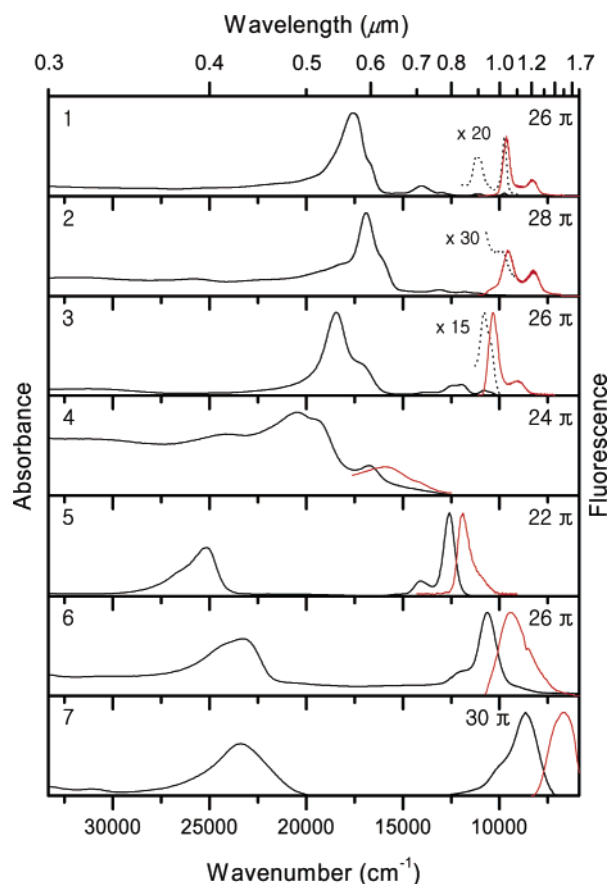 Wavelength (μm)
0.3 0.4 0.5 0.6 0.7 0.8 1.0 1.2 1.7
1 x 20 26 π
2 x 30 28 π
3 x 15 26 π
4 24 π
5 22 π
6 26 π
7 30 π
Absorbance
Fluorescence
30000 25000 20000 15000 10000
Wavenumber (cm⁻¹)